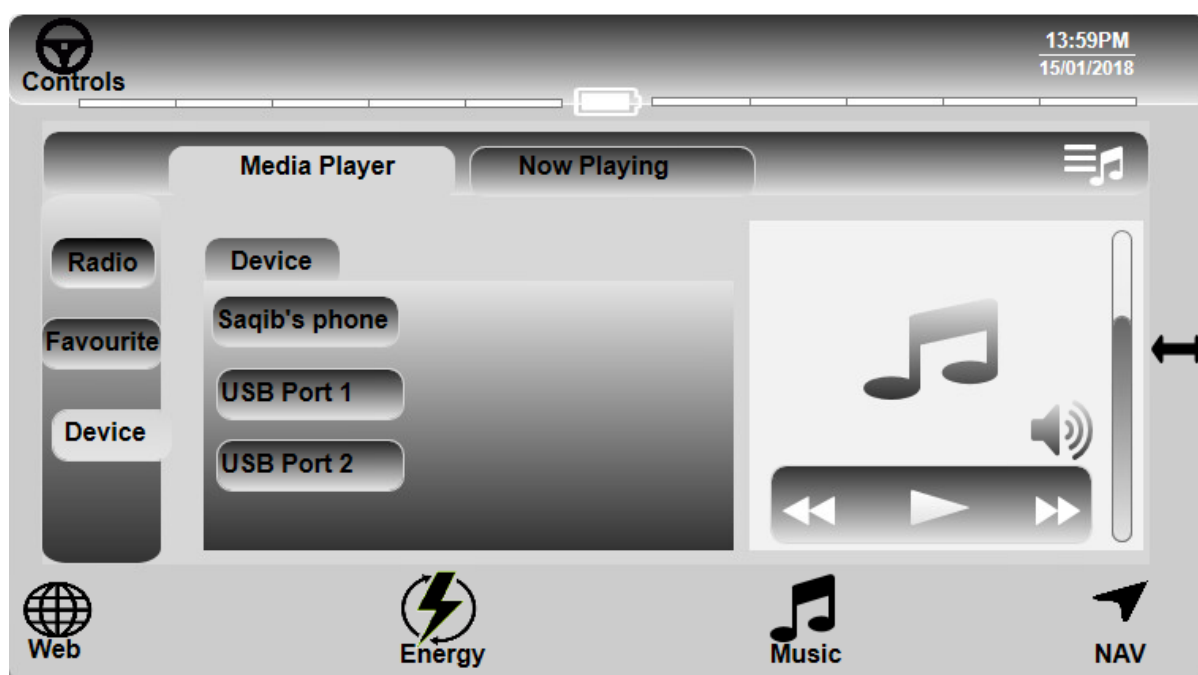 13:59PM
15/01/2018
Controls
Media Player
Now Playing
Radio
Favourite
Device
Device
Saqib's phone
USB Port 1
USB Port 2
Web
Energy
Music
NAV